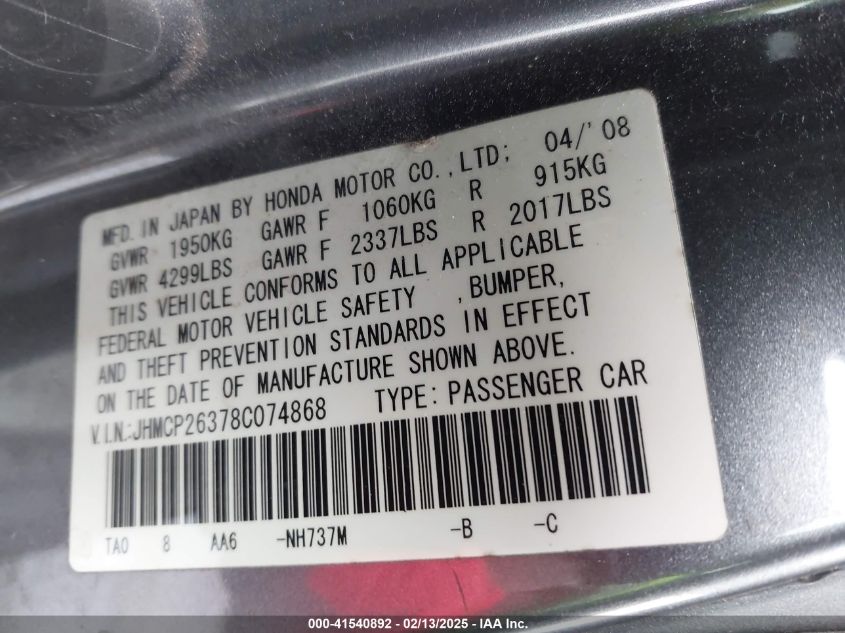 MFD. IN JAPAN BY HONDA MOTOR CO.,LTD; 04/'08
GVWR 1950KG GAWR F 1060KG R 915KG
GVWR 4299LBS GAWR F 2337LBS R 2017LBS
THIS VEHICLE CONFORMS TO ALL APPLICABLE
FEDERAL MOTOR VEHICLE SAFETY ,BUMPER,
AND THEFT PREVENTION STANDARDS IN EFFECT
ON THE DATE OF MANUFACTURE SHOWN ABOVE.
V.I.N.:JHMCP26378C074868 TYPE: PASSENGER CAR
TA0 8 AA6 -NH737M -B -C
000-41540892 - 02/13/2025 - IAA Inc.